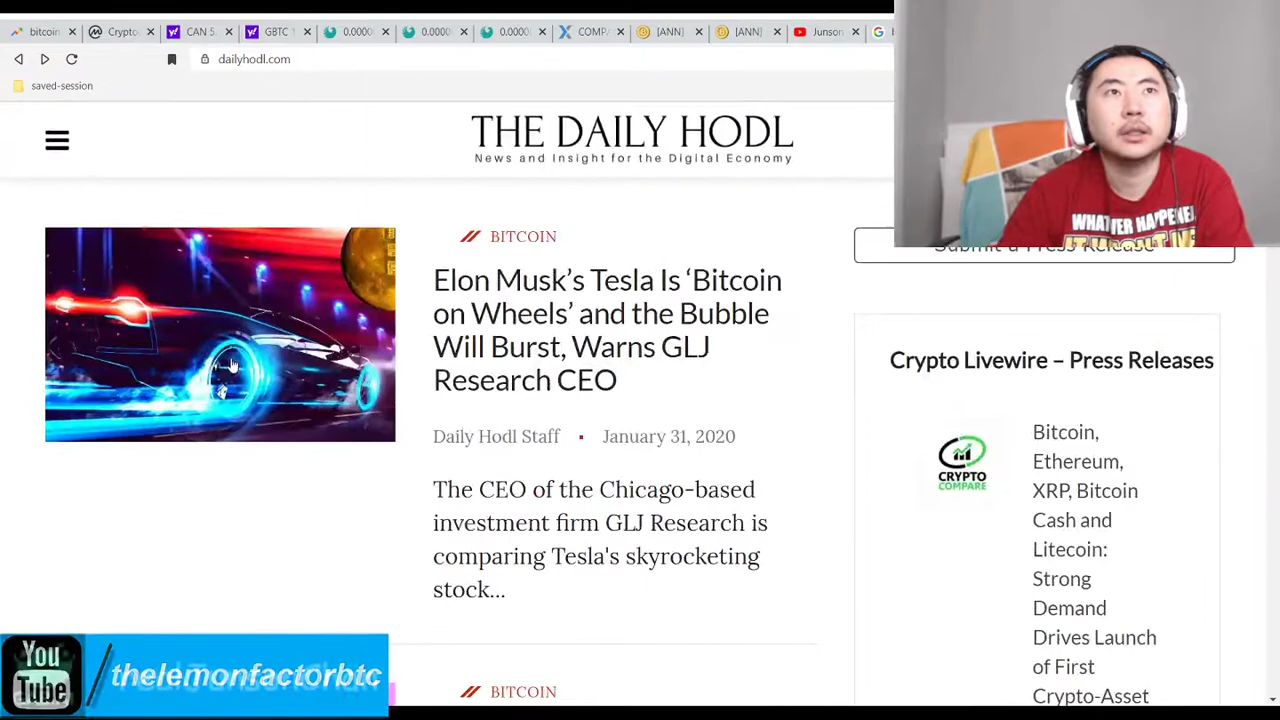 bitcoin
Crypto
CAN 5.
GBTC
0.0000
0.0000
0.0000
COMPA
[ANN]
[ANN]
Junson
b
dailyhodl.com
saved-session
THE DAILY HODL
News and Insight for the Digital Economy
BITCOIN
Elon Musk’s Tesla Is ‘Bitcoin
on Wheels’ and the Bubble
Will Burst, Warns GLJ
Research CEO
Daily Hodl Staff
January 31, 2020
The CEO of the Chicago-based
investment firm GLJ Research is
comparing Tesla's skyrocketing
stock...
BITCOIN
Submit a Press Release
Crypto Livewire – Press Releases
CRYPTO
COMPARE
Bitcoin,
Ethereum,
XRP, Bitcoin
Cash and
Litecoin:
Strong
Demand
Drives Launch
of First
Crypto-Asset
You
Tube
/thelemonfactorbtc